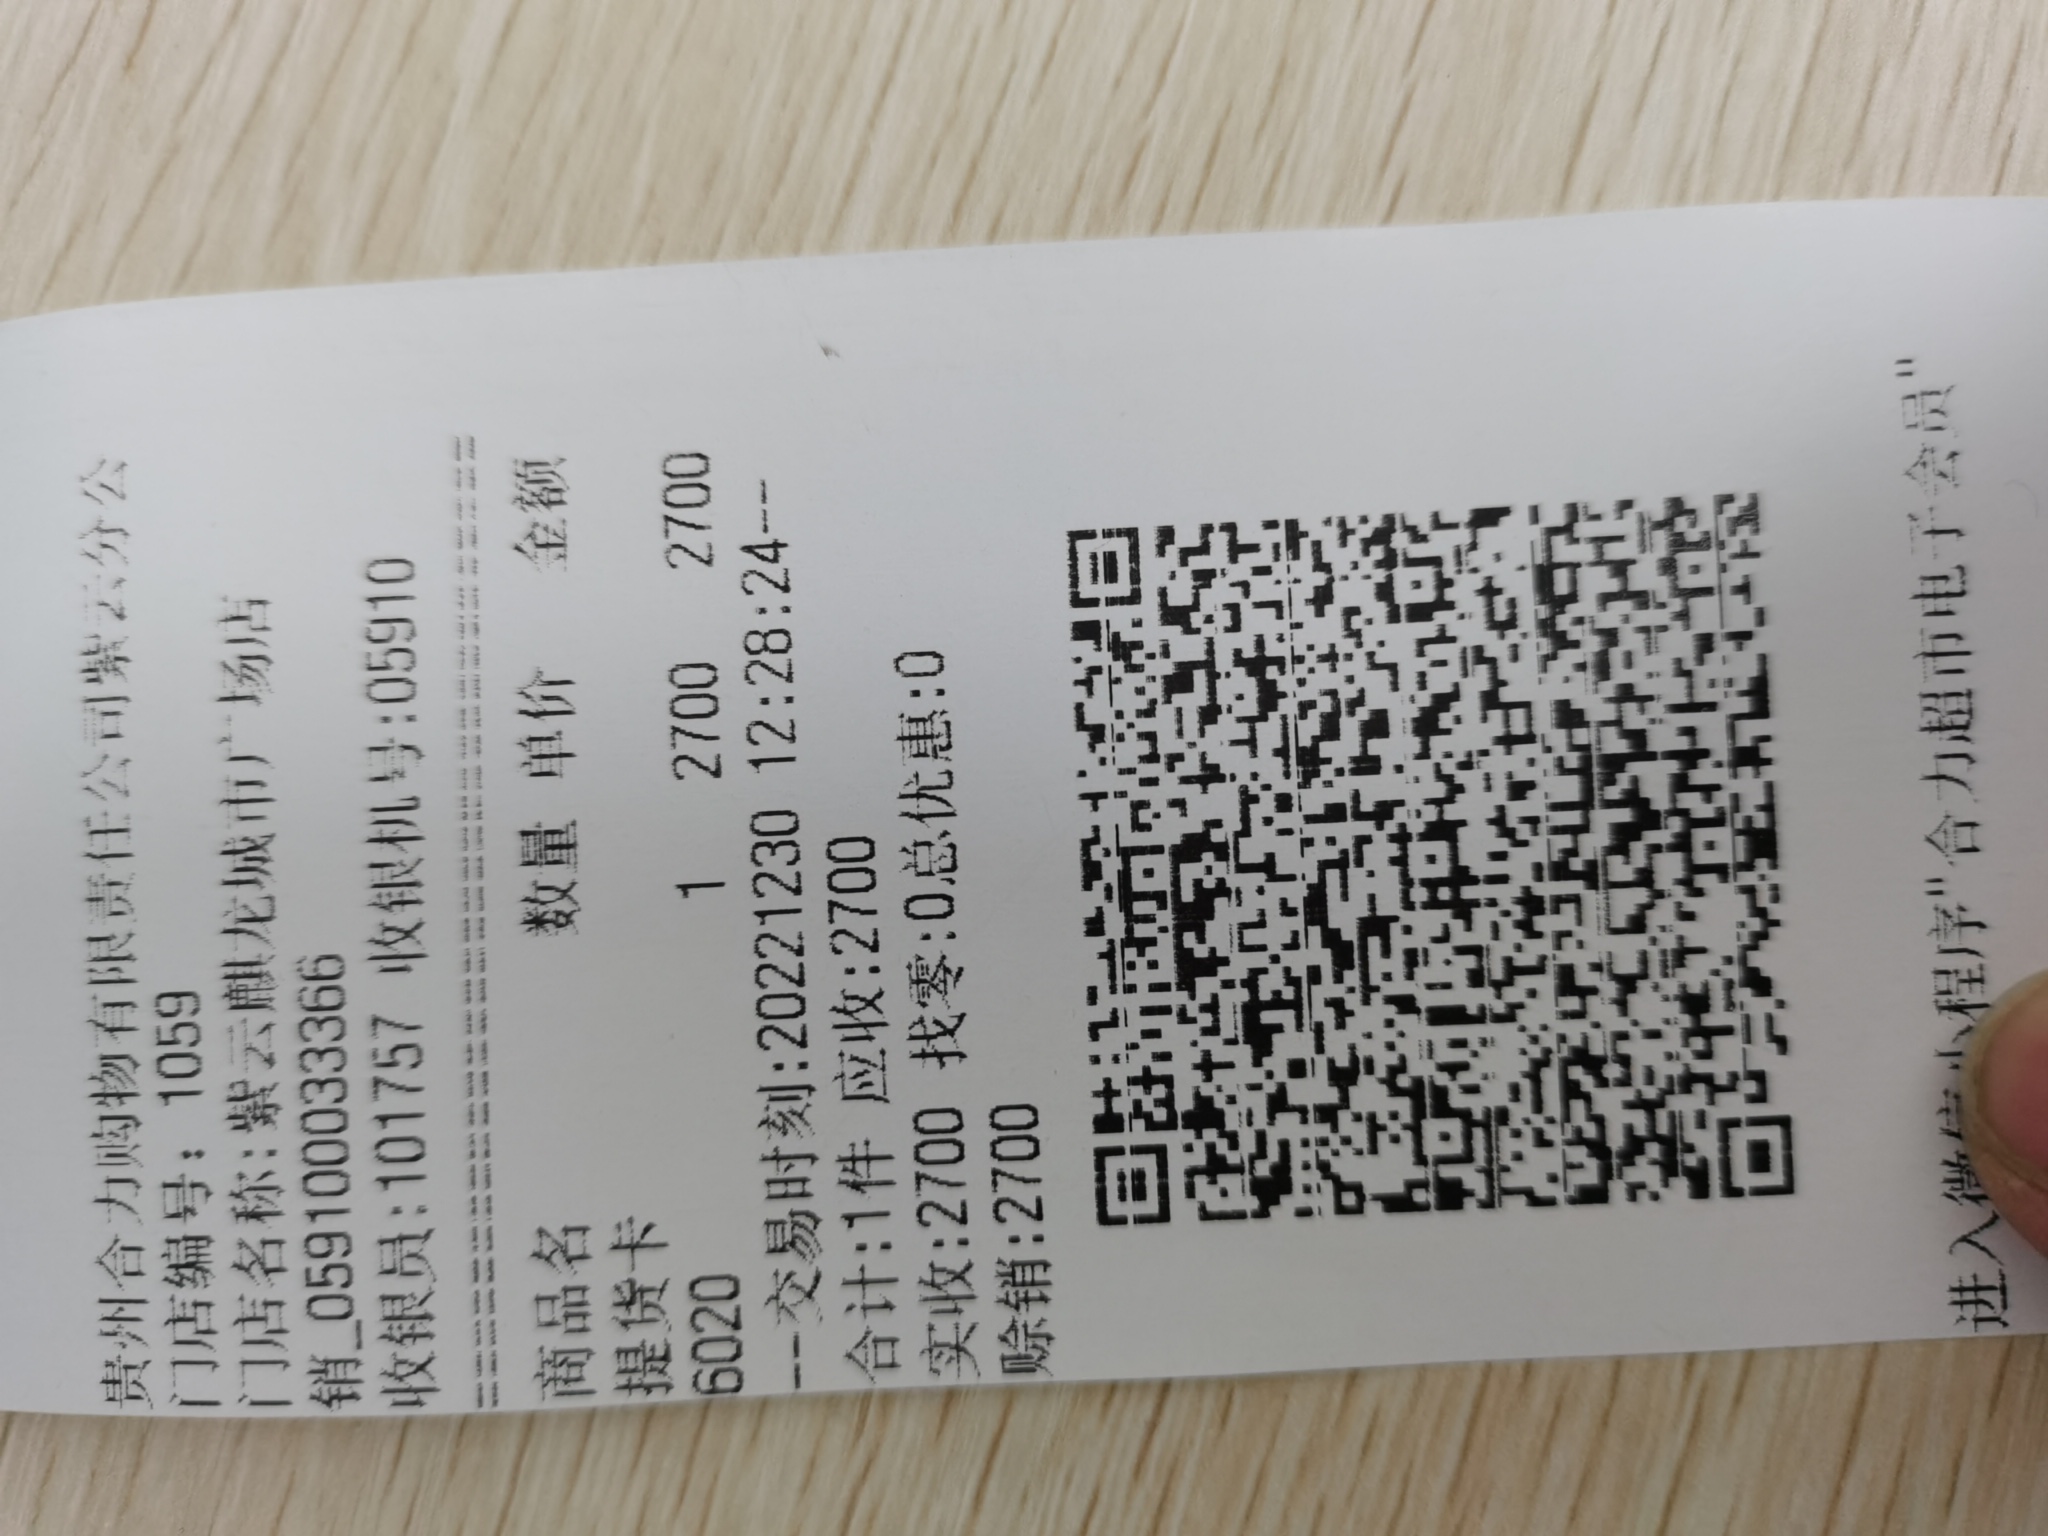 贵州合力购物有限责任公司紫云分公
门店编号: 1059
门店名称:紫云麒龙城市广场店
销_0591000033366
收银员:101757 收银机号:05910
商品名 数量 单价 金额
提货卡
6020 1 2700 2700
--交易时刻:20221230 12:28:24--
合计:1件 应收:2700
实收:2700 找零:0总优惠:0
赊销:2700
进入微信小程序"合力超市电子会员"